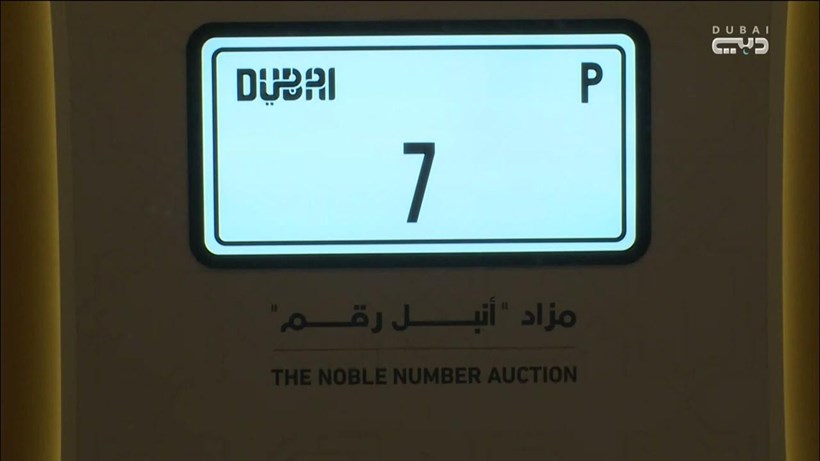 DUBAI
دبي
DUBAI P
7
مزاد "أنبل رقم"
THE NOBLE NUMBER AUCTION